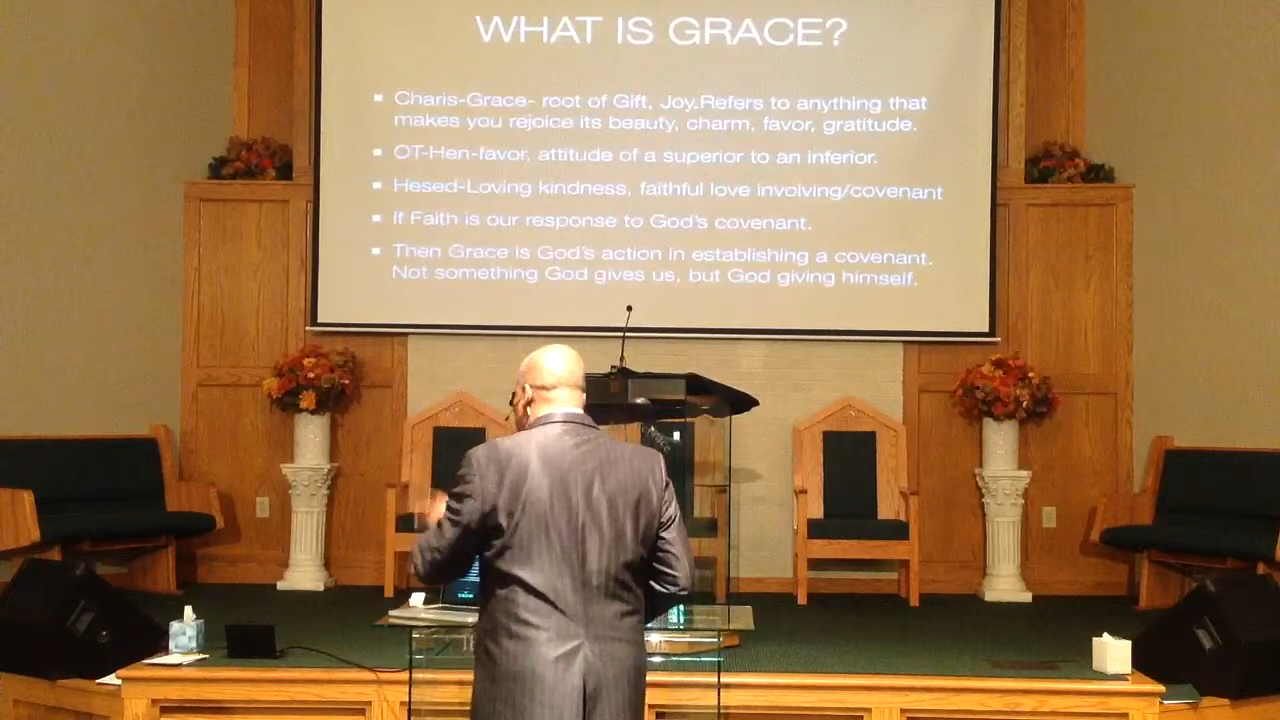 WHAT IS GRACE?
Charis-Grace- root of Gift, Joy.Refers to anything that
makes you rejoice its beauty, charm, favor, gratitude.
OT-Hen-favor, attitude of a superior to an inferior.
Hesed-Loving kindness, faithful love involving/covenant
If Faith is our response to God's covenant.
Then Grace is God's action in establishing a covenant.
Not something God gives us, but God giving himself.